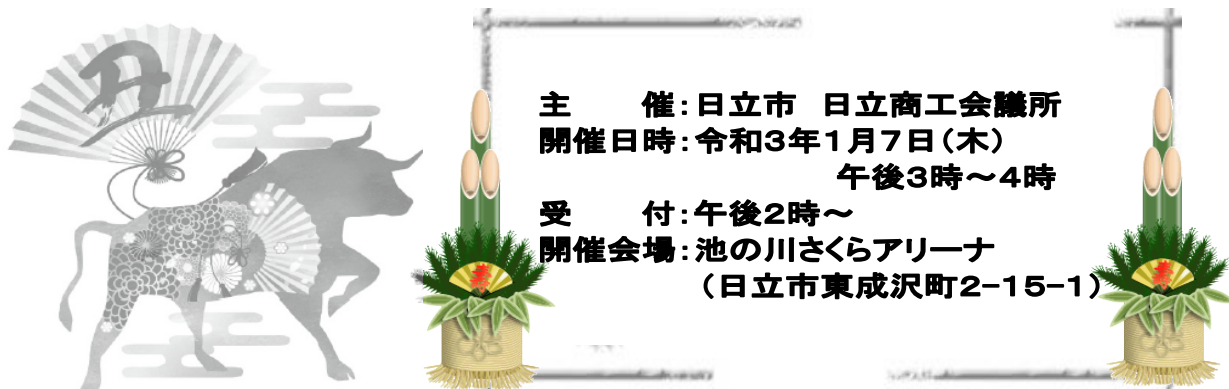 丑
主　　催：日立市　日立商工会議所
開催日時：令和３年１月７日（木）
午後３時～４時
受　　付：午後２時～
開催会場：池の川さくらアリーナ
（日立市東成沢町２−１５−１）
寿
寿